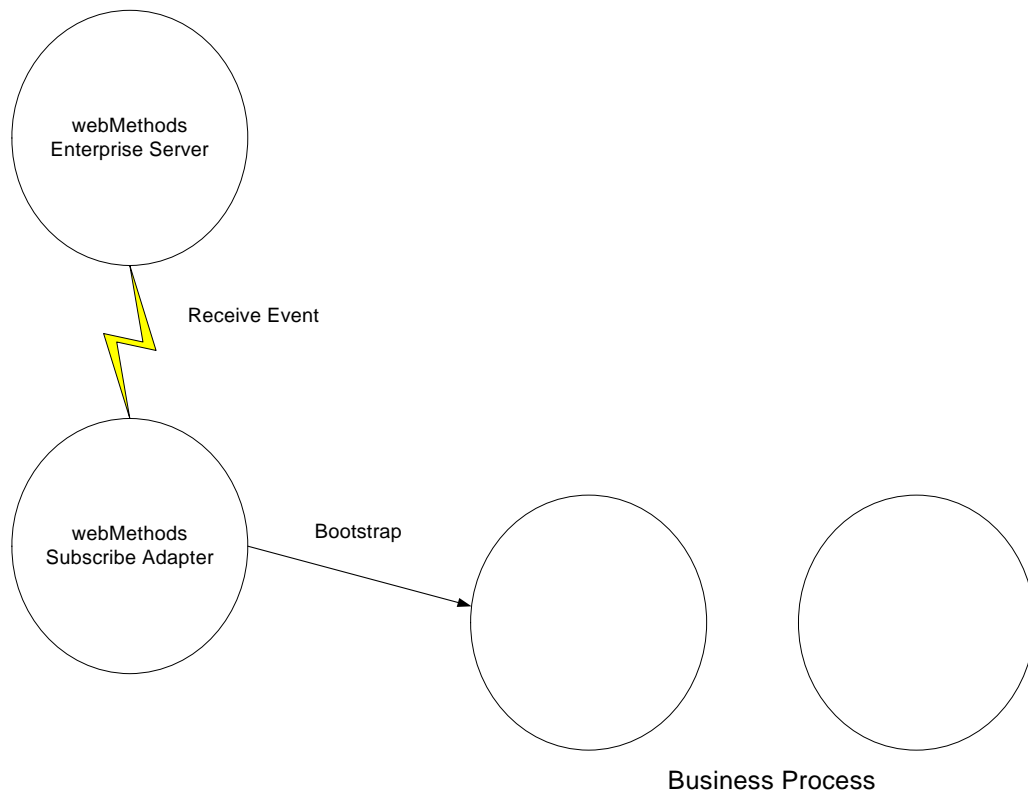 webMethods
Enterprise Server
Receive Event
webMethods
Subscribe Adapter
Bootstrap
Business Process